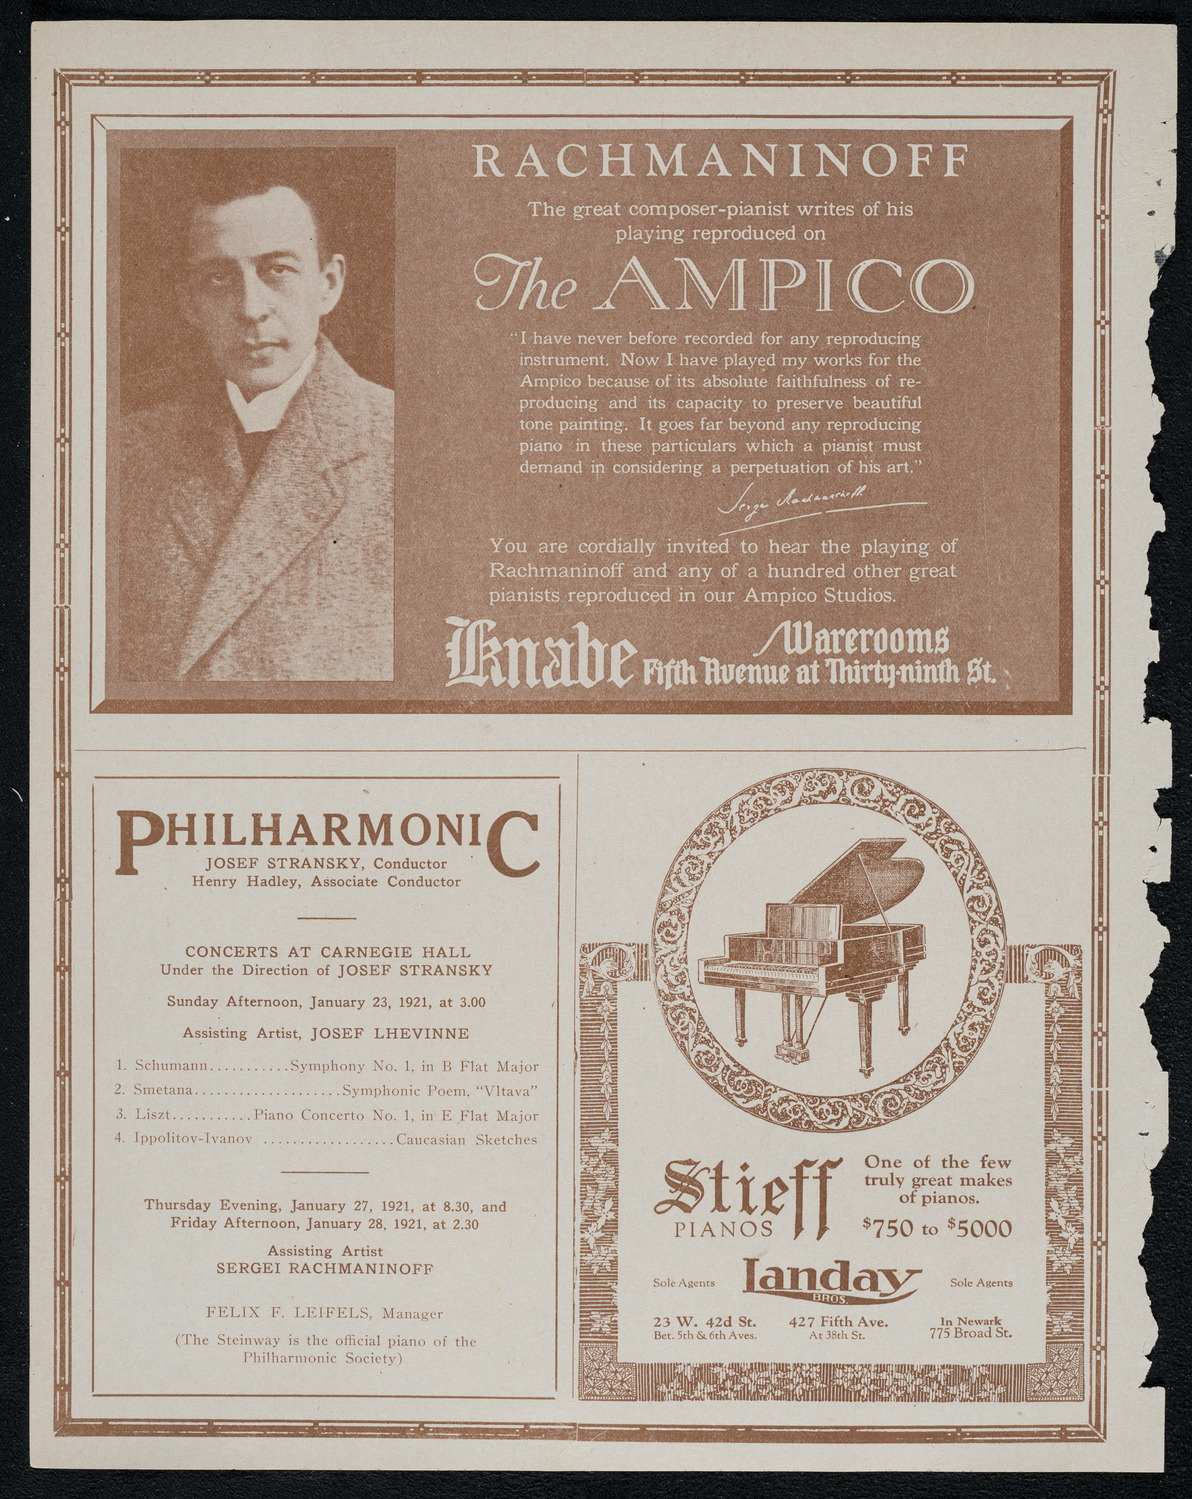 RACHMANINOFF
The great composer-pianist writes of his
playing reproduced on
The AMPICO
“I have never before recorded for any reproducing
instrument. Now I have played my works for the
Ampico because of its absolute faithfulness of re-
producing and its capacity to preserve beautiful
tone painting. It goes far beyond any reproducing
piano in these particulars which a pianist must
demand in considering a perpetuation of his art.”
Serge Rachmaninoff
You are cordially invited to hear the playing of
Rachmaninoff and any of a hundred other great
pianists reproduced in our Ampico Studios.
Knabe Warerooms
Fifth Avenue at Thirty-ninth St.
PHILHARMONIC
JOSEF STRANSKY, Conductor
Henry Hadley, Associate Conductor
CONCERTS AT CARNEGIE HALL
Under the Direction of JOSEF STRANSKY
Sunday Afternoon, January 23, 1921, at 3.00
Assisting Artist, JOSEF LHEVINNE
1. Schumann...........Symphony No. 1, in B Flat Major
2. Smetana....................Symphonic Poem, “Vltava”
3. Liszt...........Piano Concerto No. 1, in E Flat Major
4. Ippolitov-Ivanov ..................Caucasian Sketches
Thursday Evening, January 27, 1921, at 8.30, and
Friday Afternoon, January 28, 1921, at 2.30
Assisting Artist
SERGEI RACHMANINOFF
FELIX F. LEIFELS, Manager
(The Steinway is the official piano of the
Philharmonic Society)
Stieff
PIANOS
One of the few
truly great makes
of pianos.
$750 to $5000
Sole Agents Landay BROS. Sole Agents
23 W. 42d St. 427 Fifth Ave. In Newark
Bet. 5th & 6th Aves. At 38th St. 775 Broad St.